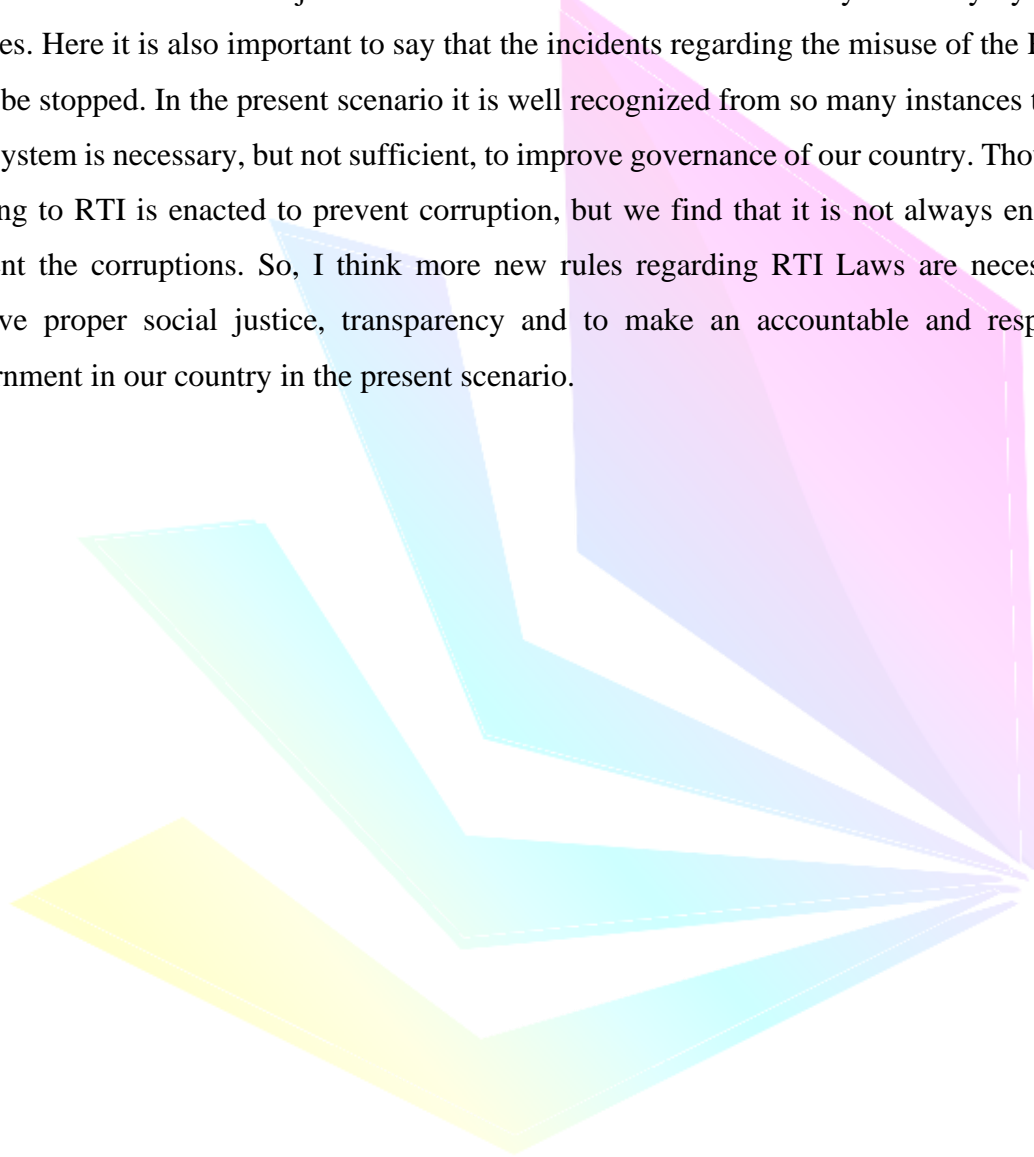 es. Here it is also important to say that the incidents regarding the misuse of the
be stopped. In the present scenario it is well recognized from so many instances
ystem is necessary, but not sufficient, to improve governance of our country. Tho
ng to RTI is enacted to prevent corruption, but we find that it is not always en
nt the corruptions. So, I think more new rules regarding RTI Laws are neces
ve proper social justice, transparency and to make an accountable and resp
rnment in our country in the present scenario.